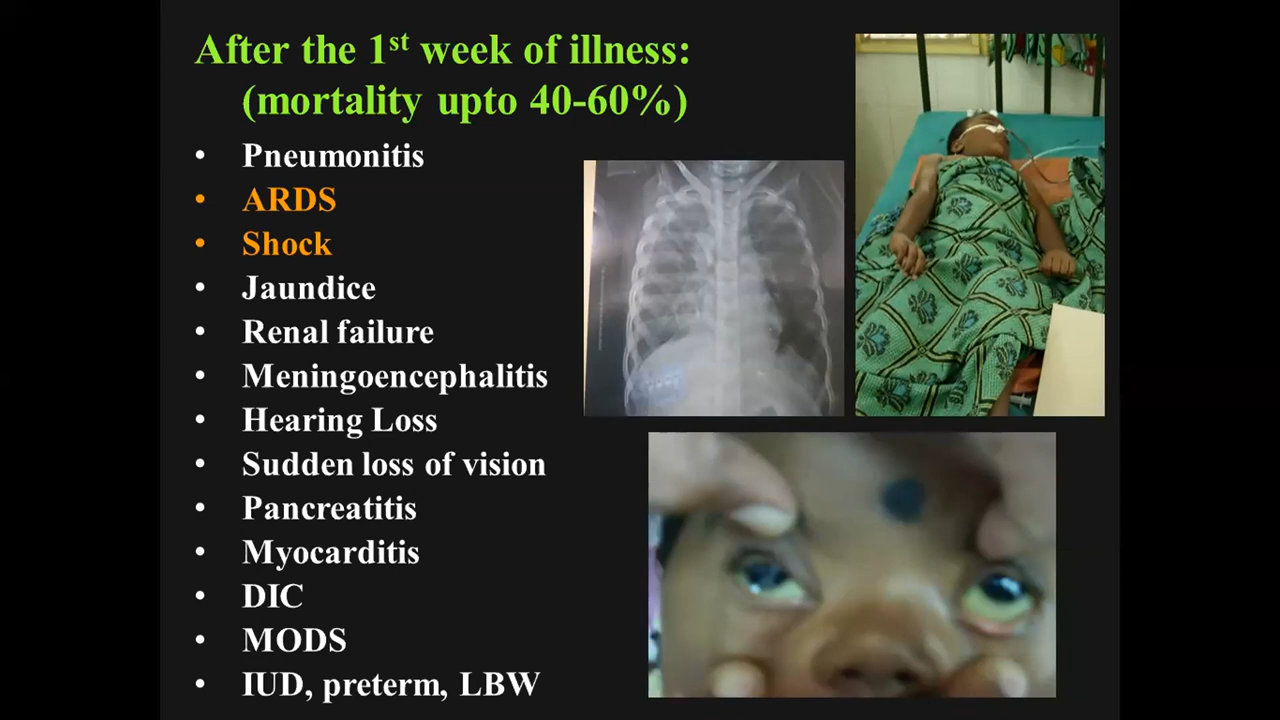 After the 1st week of illness:
(mortality upto 40-60%)
• Pneumonitis
• ARDS
• Shock
• Jaundice
• Renal failure
• Meningoencephalitis
• Hearing Loss
• Sudden loss of vision
• Pancreatitis
• Myocarditis
• DIC
• MODS
• IUD, preterm, LBW